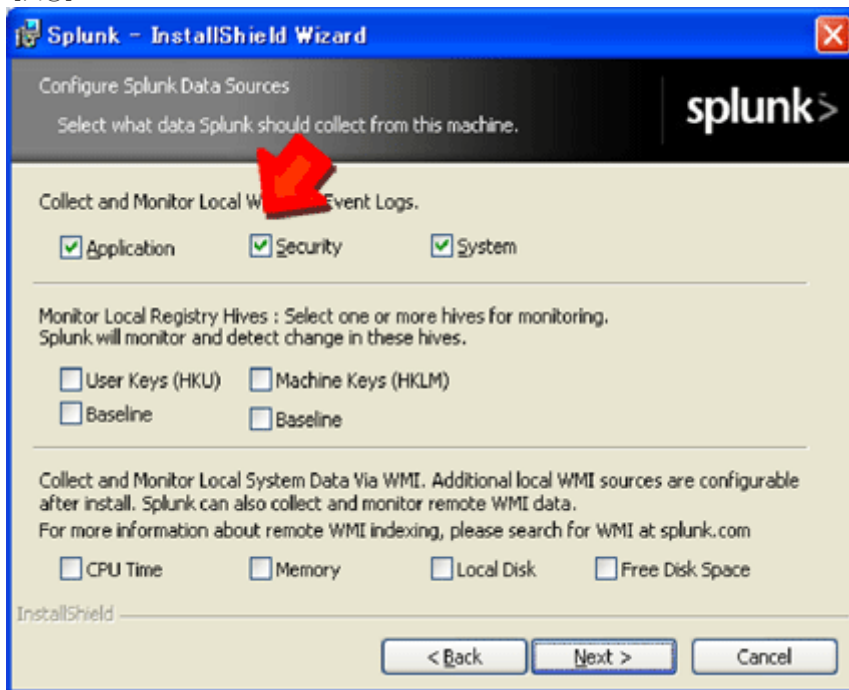 Splunk - InstallShield Wizard
Configure Splunk Data Sources
Select what data Splunk should collect from this machine.
splunk>
Collect and Monitor Local Event Logs.
Application Security System
Monitor Local Registry Hives : Select one or more hives for monitoring.
Splunk will monitor and detect change in these hives.
User Keys (HKU) Machine Keys (HKLM)
Baseline Baseline
Collect and Monitor Local System Data Via WMI. Additional local WMI sources are configurable
after install. Splunk can also collect and monitor remote WMI data.
For more information about remote WMI indexing, please search for WMI at splunk.com
CPU Time Memory Local Disk Free Disk Space
InstallShield
< Back Next > Cancel